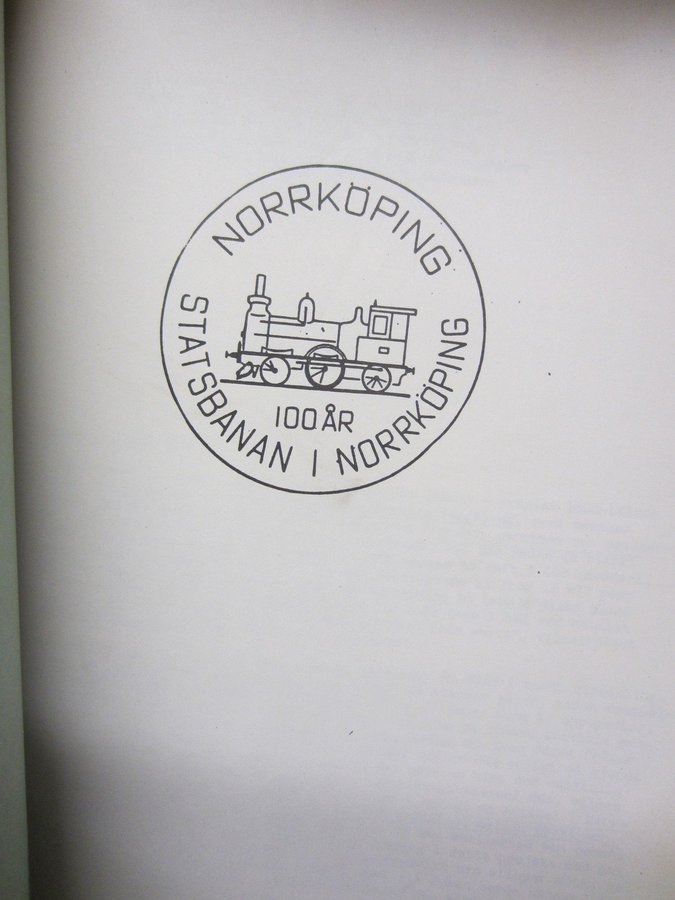 NORRKÖPING
100 ÅR
STATSBANAN I NORRKÖPING